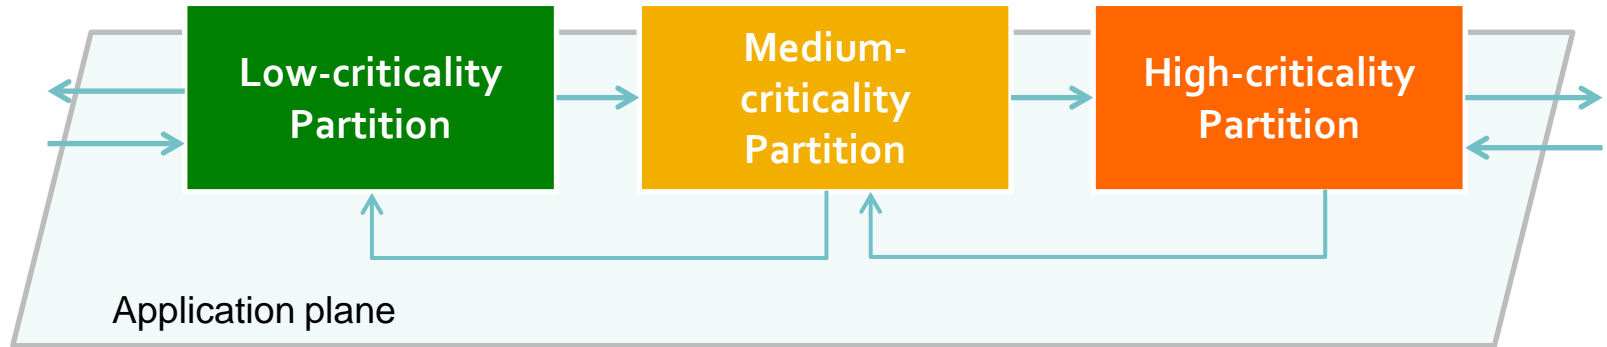 Low-criticality
Partition
Medium-
criticality
Partition
High-criticality
Partition
Application plane